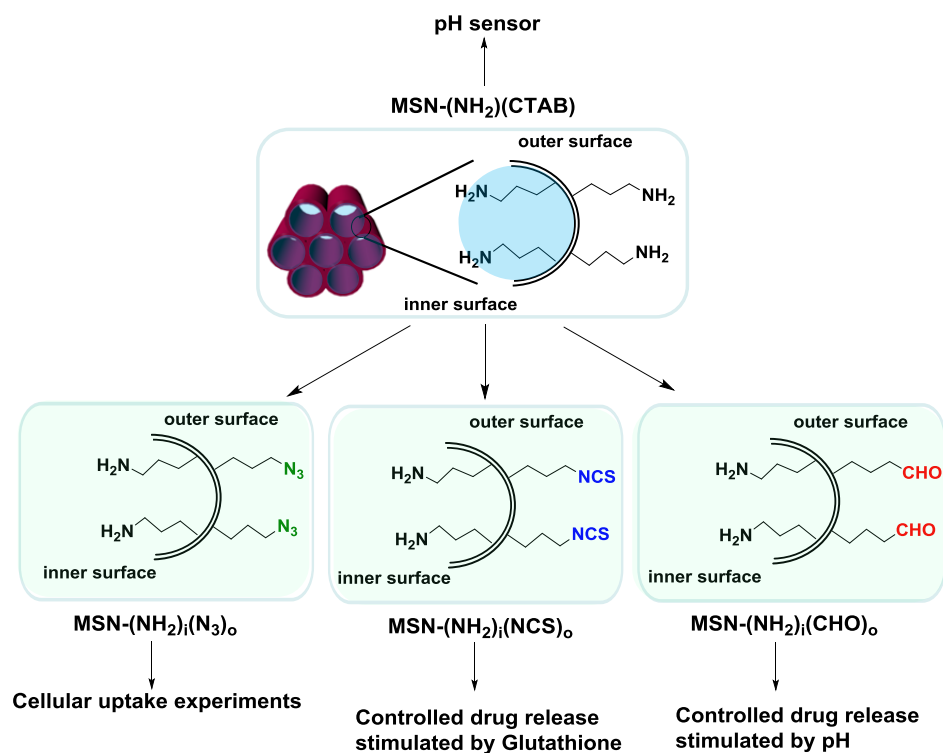 pH sensor
MSN-(NH₂)(CTAB)
outer surface
H₂N
NH₂
H₂N
NH₂
inner surface
outer surface
H₂N
N₃
H₂N
N₃
inner surface
MSN-(NH₂)ᵢ(N₃)ₒ
Cellular uptake experiments
outer surface
H₂N
NCS
H₂N
NCS
inner surface
MSN-(NH₂)ᵢ(NCS)ₒ
Controlled drug release
stimulated by Glutathione
outer surface
H₂N
CHO
H₂N
CHO
inner surface
MSN-(NH₂)ᵢ(CHO)ₒ
Controlled drug release
stimulated by pH